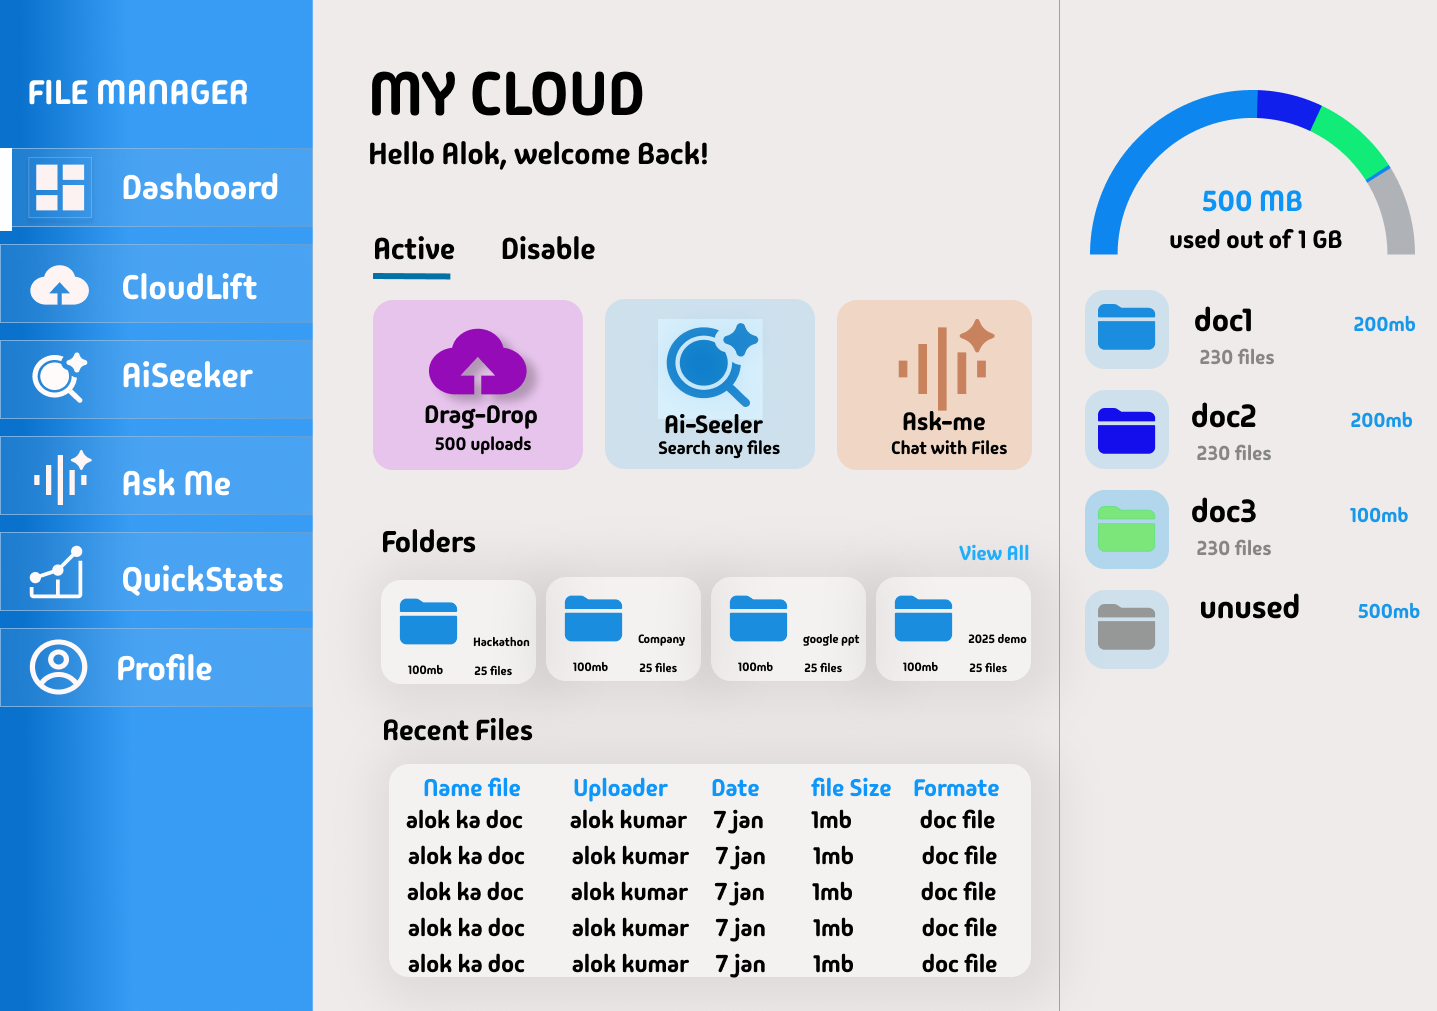 FILE MANAGER
Dashboard
CloudLift
AiSeeker
Ask Me
QuickStats
Profile
MY CLOUD
Hello Alok, welcome Back!
Active Disable
Drag-Drop
500 uploads
Ai-Seeler
Search any files
Ask-me
Chat with Files
Folders
View All
Hackathon
100mb 25 files
Company
100mb 25 files
google ppt
100mb 25 files
2025 demo
100mb 25 files
Recent Files
Name file Uploader Date file Size Formate
alok ka doc alok kumar 7 jan 1mb doc file
alok ka doc alok kumar 7 jan 1mb doc file
alok ka doc alok kumar 7 jan 1mb doc file
alok ka doc alok kumar 7 jan 1mb doc file
alok ka doc alok kumar 7 jan 1mb doc file
500 MB
used out of 1 GB
doc1 200mb
230 files
doc2 200mb
230 files
doc3 100mb
230 files
unused 500mb